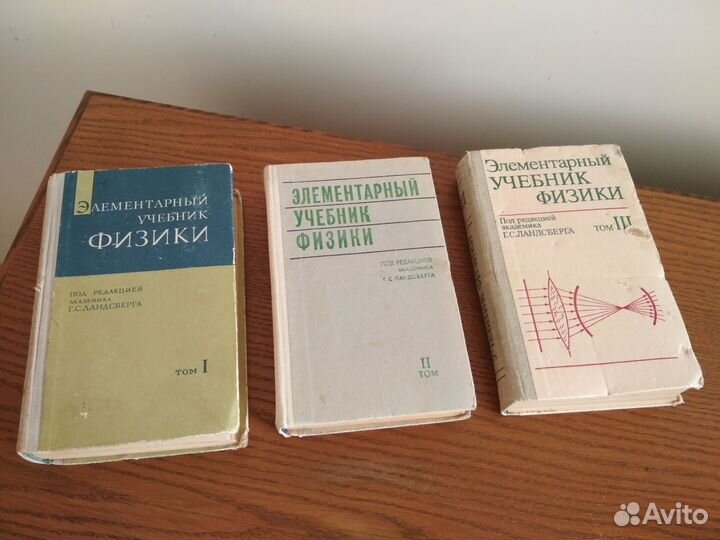 ЭЛЕМЕНТАРНЫЙ
УЧЕБНИК
ФИЗИКИ
ПОД РЕДАКЦИЕЙ
АКАДЕМИКА
Г.С.ЛАНДСБЕРГА
ТОМ I
ЭЛЕМЕНТАРНЫЙ
УЧЕБНИК
ФИЗИКИ
ПОД РЕДАКЦИЕЙ
АКАДЕМИКА
Г.С.ЛАНДСБЕРГА
II
ТОМ
Элементарный
УЧЕБНИК
ФИЗИКИ
Под редакцией
академика
Г.С.ЛАНДСБЕРГА
ТОМ III
Avito